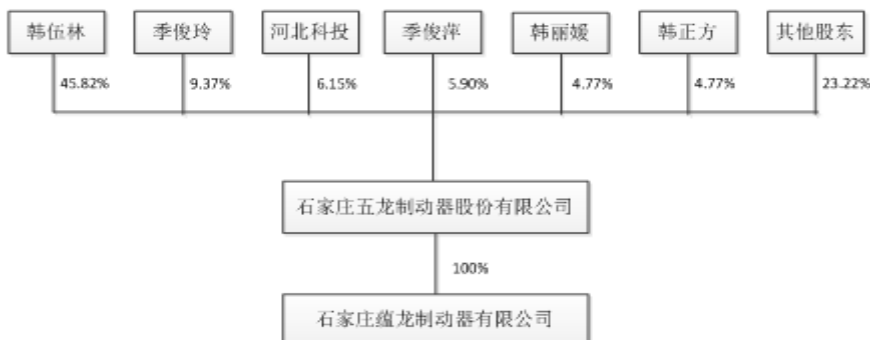 韩伍林 季俊玲 河北科投 季俊萍 韩丽媛 韩正方 其他股东
45.82% 9.37% 6.15% 5.90% 4.77% 4.77% 23.22%
石家庄五龙制动器股份有限公司
100%
石家庄蕴龙制动器有限公司